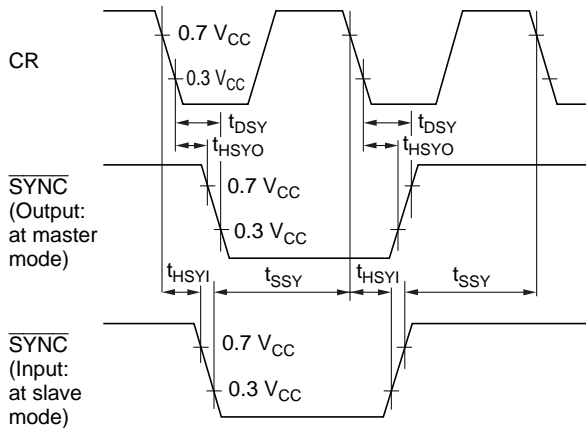 CR
0.7 VCC
0.3 VCC
tDSY
tDSY
tHSYO
tHSYO
SYNC
(Output:
at master
mode)
0.7 VCC
0.3 VCC
tHSYI
tSSY
tHSYI
tSSY
SYNC
(Input:
at slave
mode)
0.7 VCC
0.3 VCC